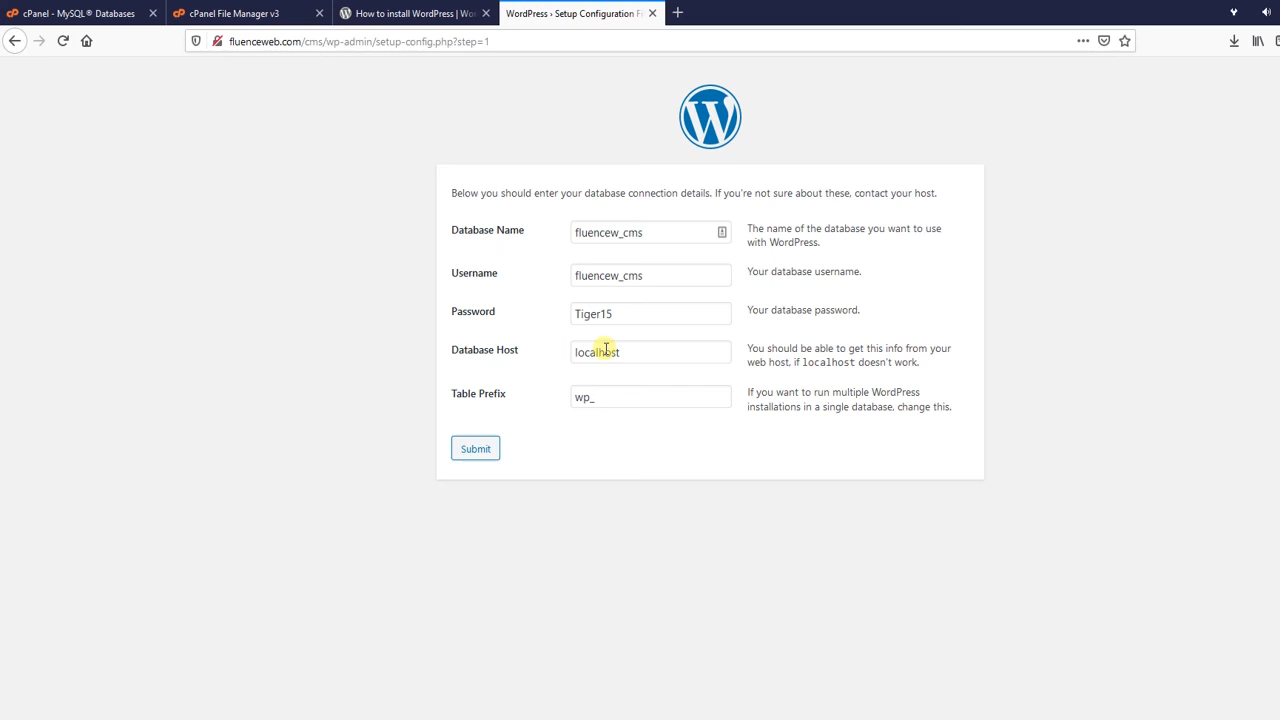 cPanel - MySQL® Databases
cPanel File Manager v3
How to install WordPress | Wo
WordPress › Setup Configuration F
fluenceweb.com/cms/wp-admin/setup-config.php?step=1
Below you should enter your database connection details. If you're not sure about these, contact your host.
Database Name
fluencew_cms
The name of the database you want to use
with WordPress.
Username
fluencew_cms
Your database username.
Password
Tiger15
Your database password.
Database Host
localhost
You should be able to get this info from your
web host, if localhost doesn't work.
Table Prefix
wp_
If you want to run multiple WordPress
installations in a single database, change this.
Submit